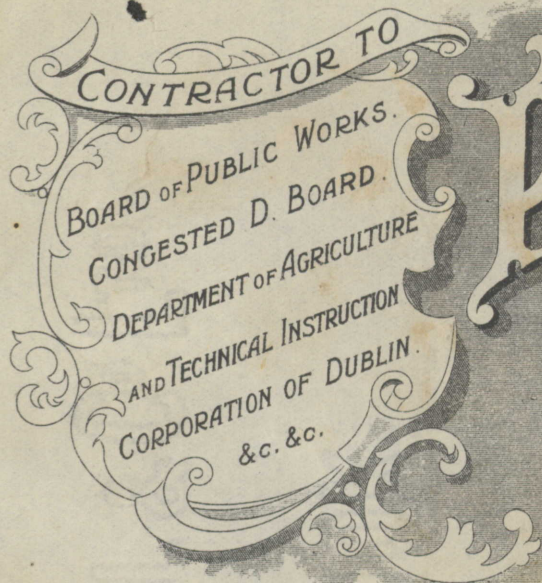 CONTRACTOR TO
BOARD OF PUBLIC WORKS.
CONGESTED D. BOARD.
DEPARTMENT OF AGRICULTURE
AND TECHNICAL INSTRUCTION
CORPORATION OF DUBLIN.
&c. &c.